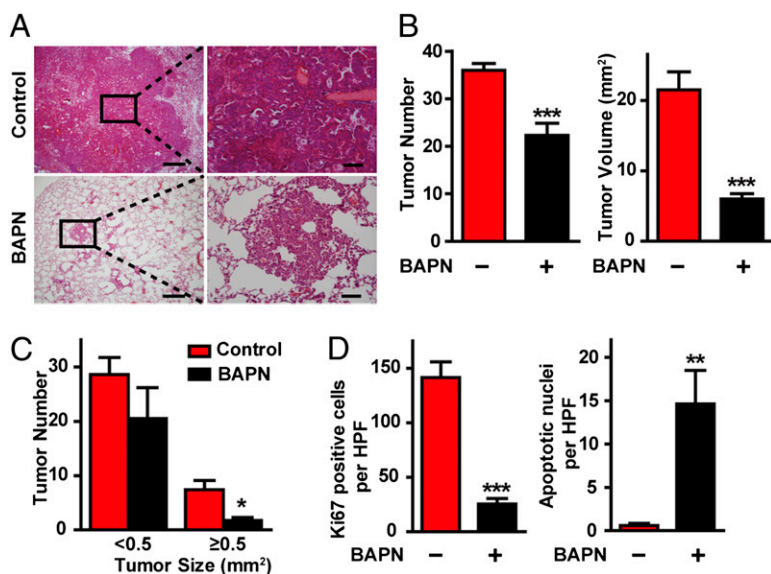 A
Control
BAPN
B
40
30
20
10
0
Tumor Number
***
BAPN − +
20
10
0
Tumor Volume (mm²)
***
BAPN − +
C
Control
BAPN
30
20
10
0
Tumor Number
*
<0.5 ≥0.5
Tumor Size (mm²)
D
150
100
50
0
Ki67 positive cells
per HPF
***
BAPN − +
20
15
10
5
0
Apoptotic nuclei
per HPF
**
BAPN − +